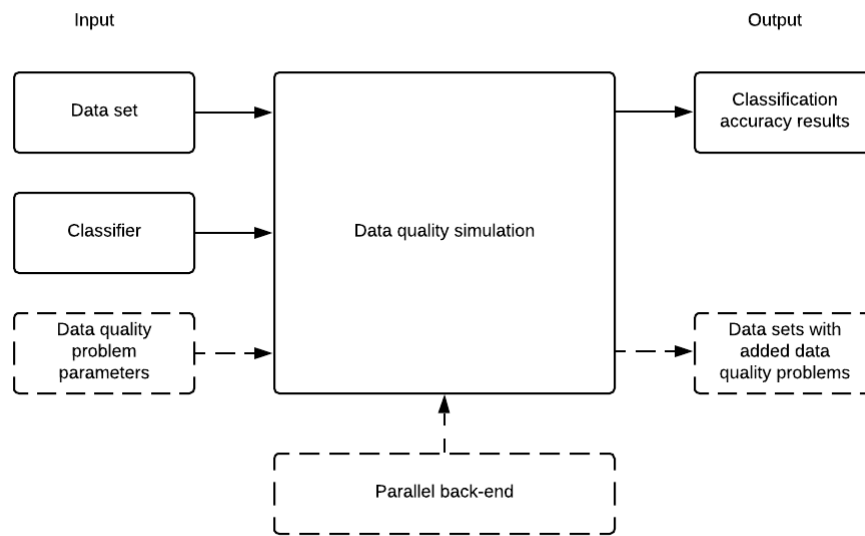 Input
Output
Data set
Classification
accuracy results
Classifier
Data quality simulation
Data quality
problem
parameters
Data sets with
added data
quality problems
Parallel back-end